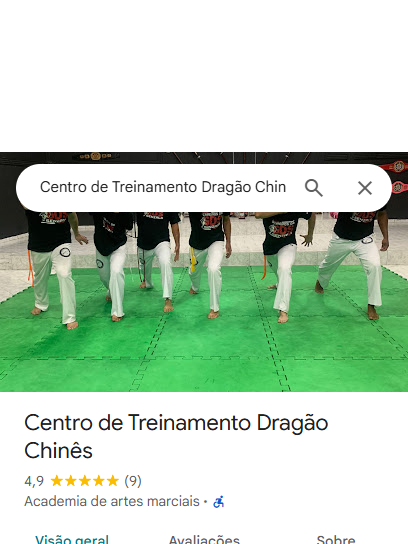 Centro de Treinamento Dragão Chin
Centro de Treinamento Dragão
Chinês
4,9 (9)
Academia de artes marciais ·
Visão geral Avaliações Sobre